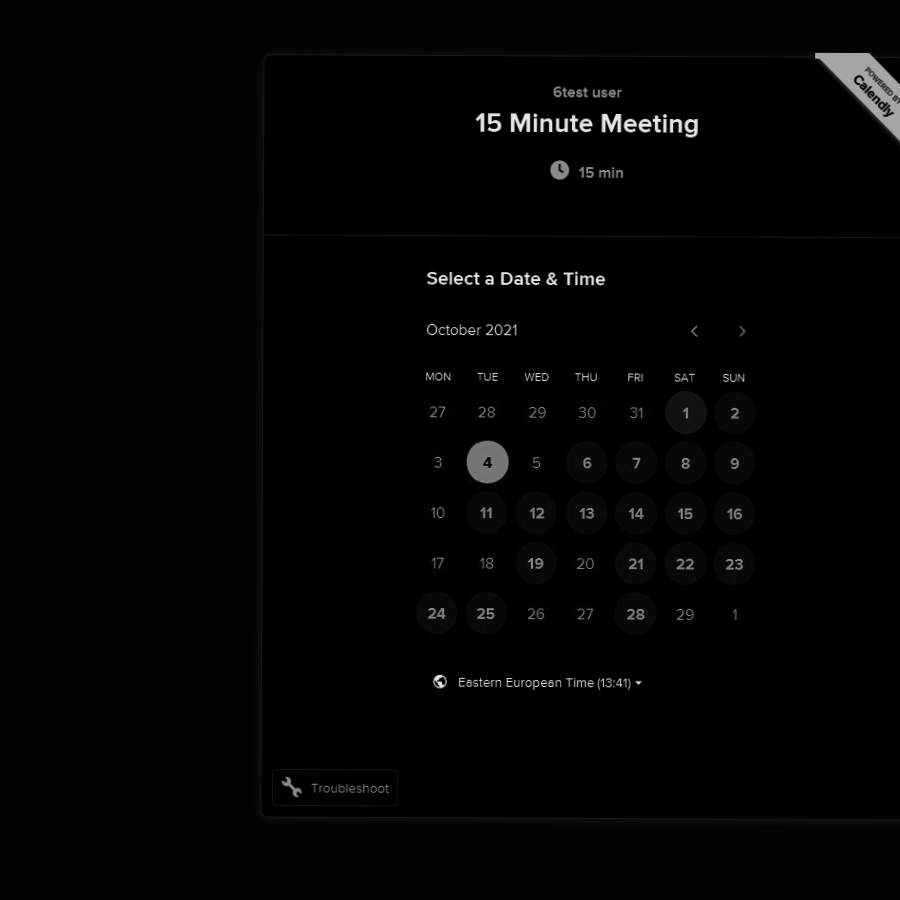 POWERED BY
Calendly
6test user
15 Minute Meeting
15 min
Select a Date & Time
October 2021
MON TUE WED THU FRI SAT SUN
27 28 29 30 31 1 2
3 4 5 6 7 8 9
10 11 12 13 14 15 16
17 18 19 20 21 22 23
24 25 26 27 28 29 1
Eastern European Time (13:41)
Troubleshoot